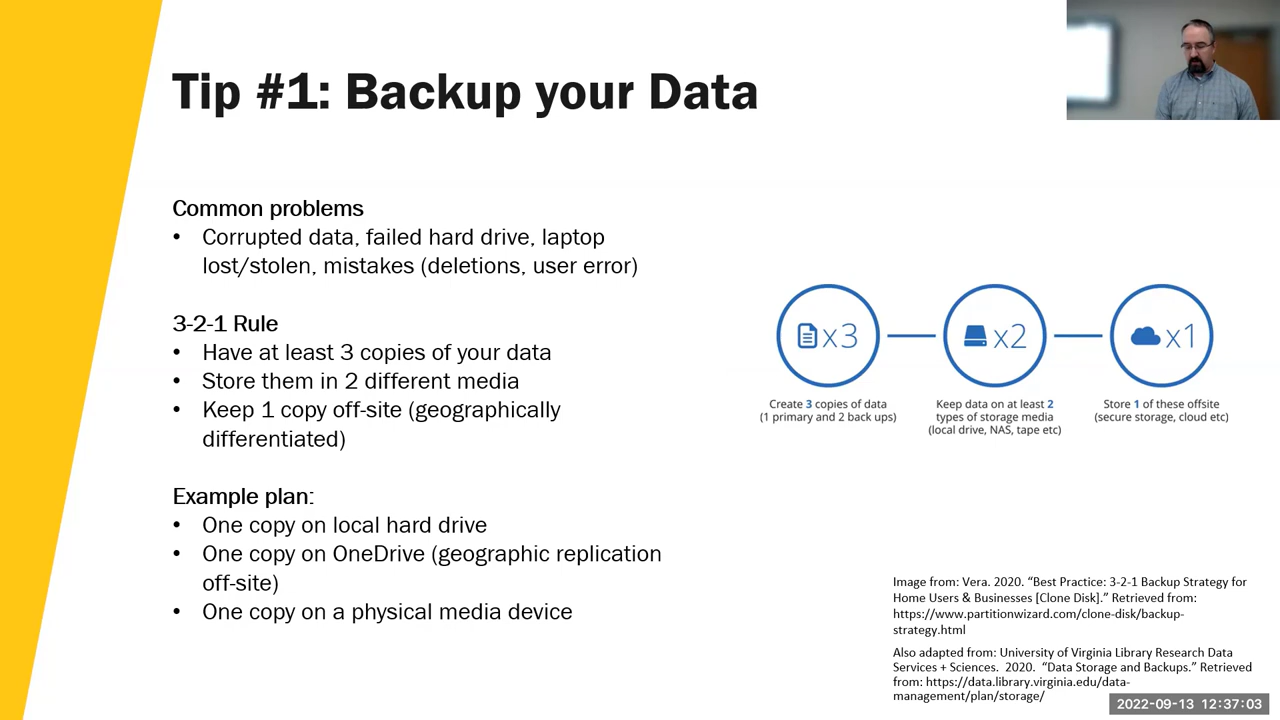 Tip #1: Backup your Data
Common problems
• Corrupted data, failed hard drive, laptop
lost/stolen, mistakes (deletions, user error)
3-2-1 Rule
• Have at least 3 copies of your data
• Store them in 2 different media
• Keep 1 copy off-site (geographically
differentiated)
Example plan:
• One copy on local hard drive
• One copy on OneDrive (geographic replication
off-site)
• One copy on a physical media device
x3
Create 3 copies of data
(1 primary and 2 back ups)
x2
Keep data on at least 2
types of storage media
(local drive, NAS, tape etc)
x1
Store 1 of these offsite
(secure storage, cloud etc)
Image from: Vera. 2020. “Best Practice: 3-2-1 Backup Strategy for
Home Users & Businesses [Clone Disk].” Retrieved from:
https://www.partitionwizard.com/clone-disk/backup-
strategy.html
Also adapted from: University of Virginia Library Research Data
Services + Sciences. 2020. “Data Storage and Backups.” Retrieved
from: https://data.library.virginia.edu/data-
management/plan/storage/
2022-09-13 12:37:03